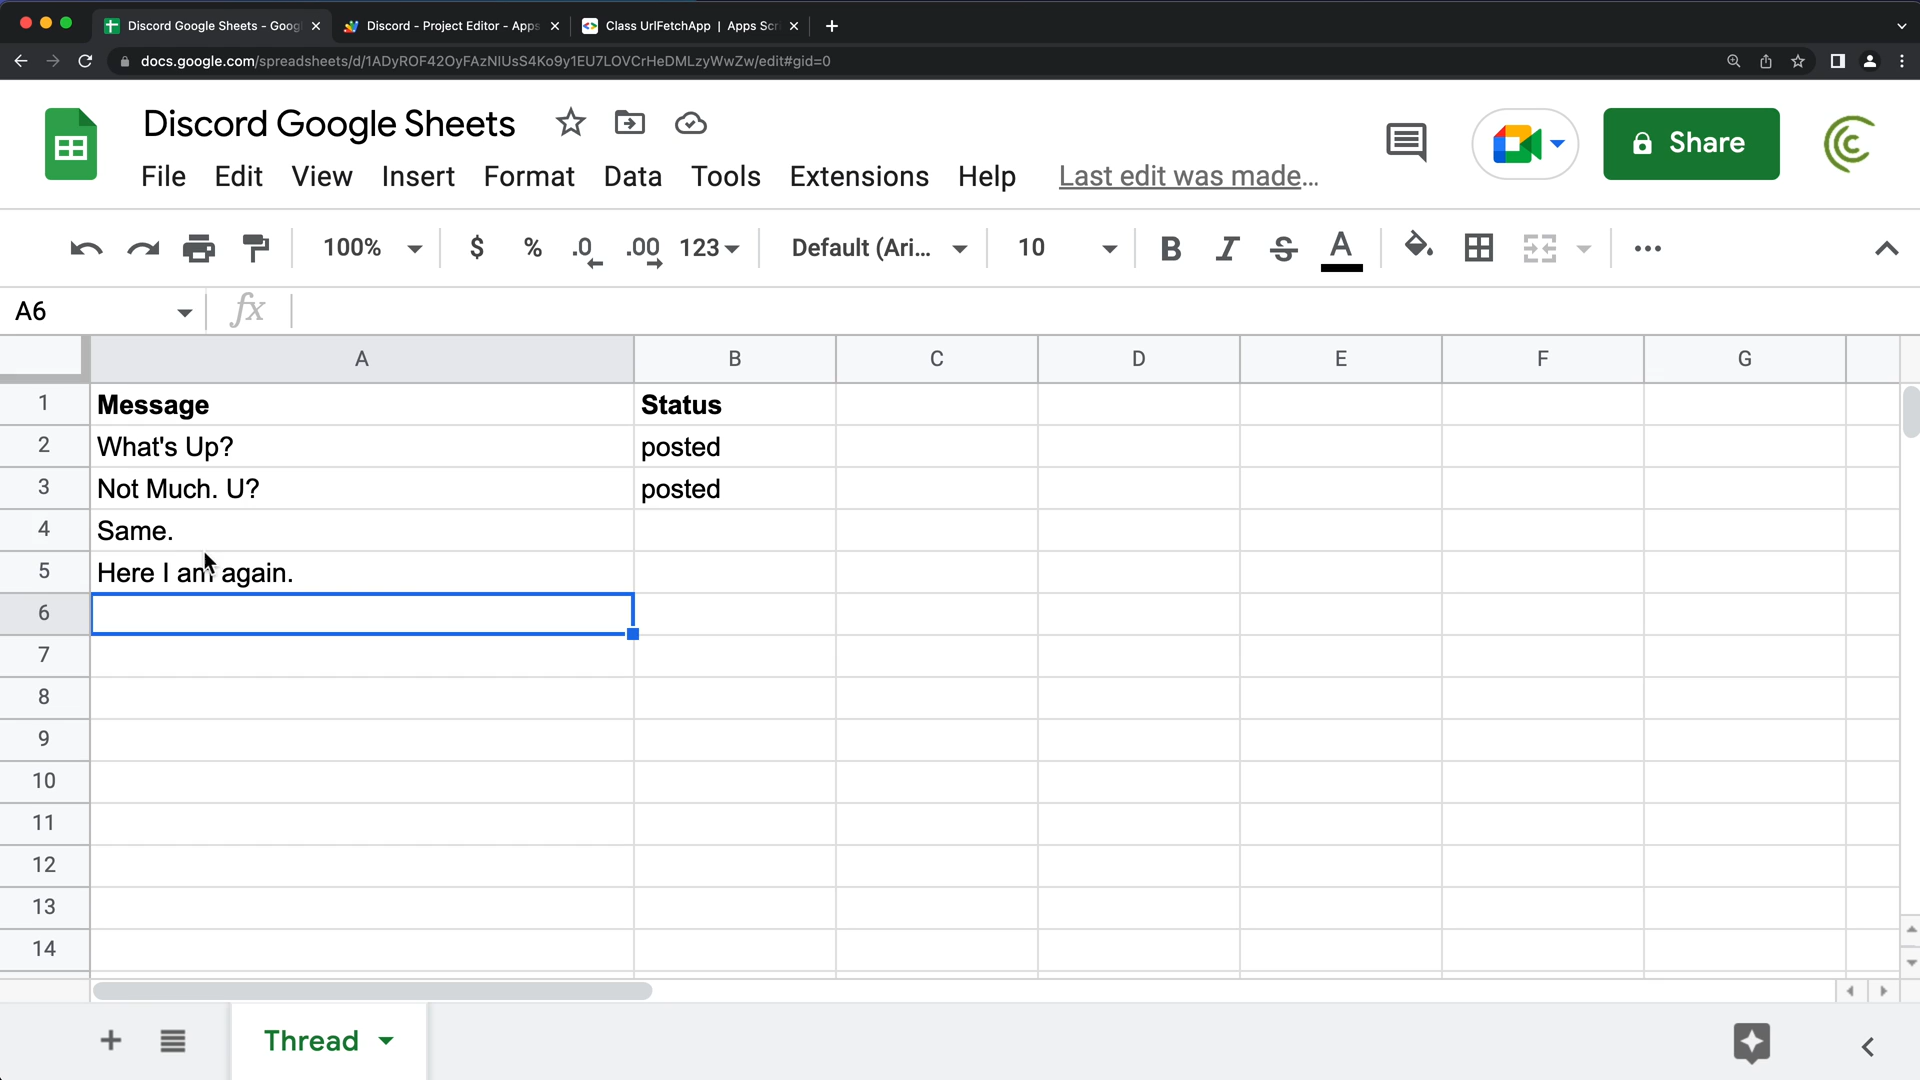 Discord Google Sheets - Goog
Discord - Project Editor - Apps
Class UrlFetchApp | Apps Scr
docs.google.com/spreadsheets/d/1ADyROF42OyFAzNIUsS4Ko9y1EU7LOVCrHeDMLzyWwZw/edit#gid=0
Discord Google Sheets
Share
File Edit View Insert Format Data Tools Extensions Help Last edit was made...
100% $ % .0 .00 123 Default (Ari... 10 B I S A
A6 fx
A B C D E F G
1 Message Status
2 What's Up? posted
3 Not Much. U? posted
4 Same.
5 Here I am again.
6
7
8
9
10
11
12
13
14
Thread